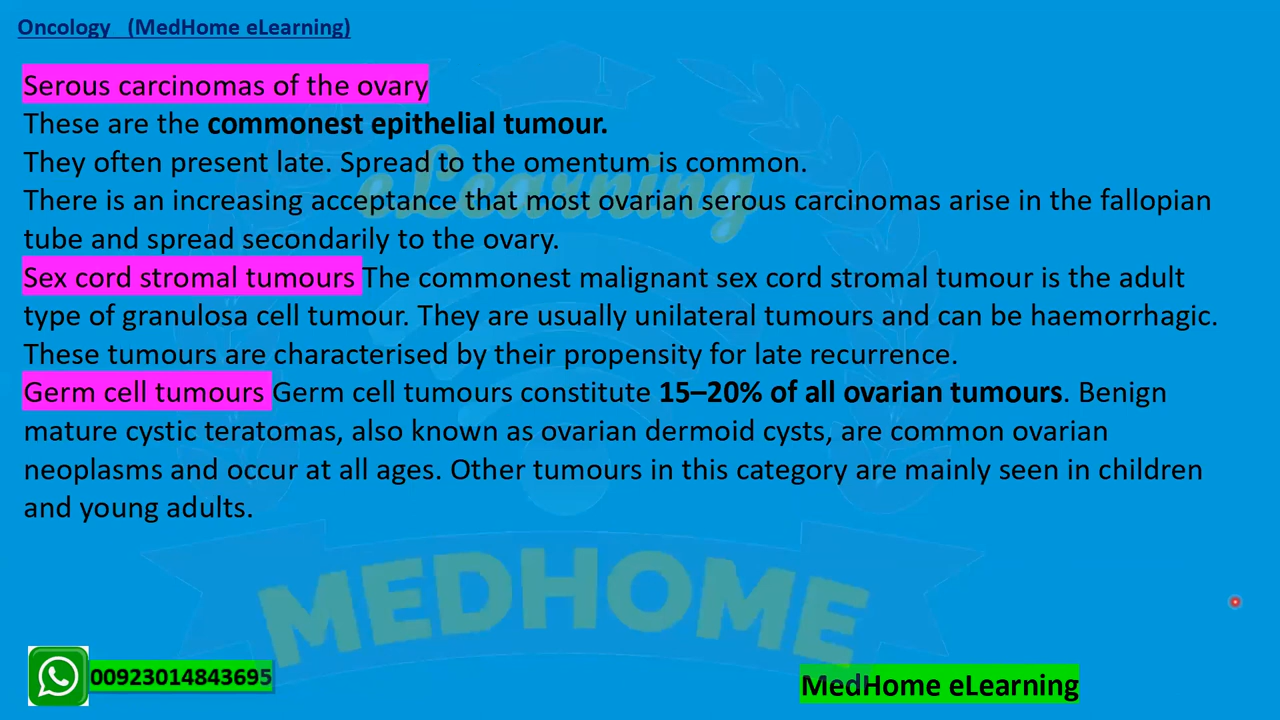 Oncology (MedHome eLearning)
Serous carcinomas of the ovary
These are the commonest epithelial tumour.
They often present late. Spread to the omentum is common.
There is an increasing acceptance that most ovarian serous carcinomas arise in the fallopian
tube and spread secondarily to the ovary.
Sex cord stromal tumours The commonest malignant sex cord stromal tumour is the adult
type of granulosa cell tumour. They are usually unilateral tumours and can be haemorrhagic.
These tumours are characterised by their propensity for late recurrence.
Germ cell tumours Germ cell tumours constitute 15–20% of all ovarian tumours. Benign
mature cystic teratomas, also known as ovarian dermoid cysts, are common ovarian
neoplasms and occur at all ages. Other tumours in this category are mainly seen in children
and young adults.
eLearning
MEDHOME
00923014843695
MedHome eLearning